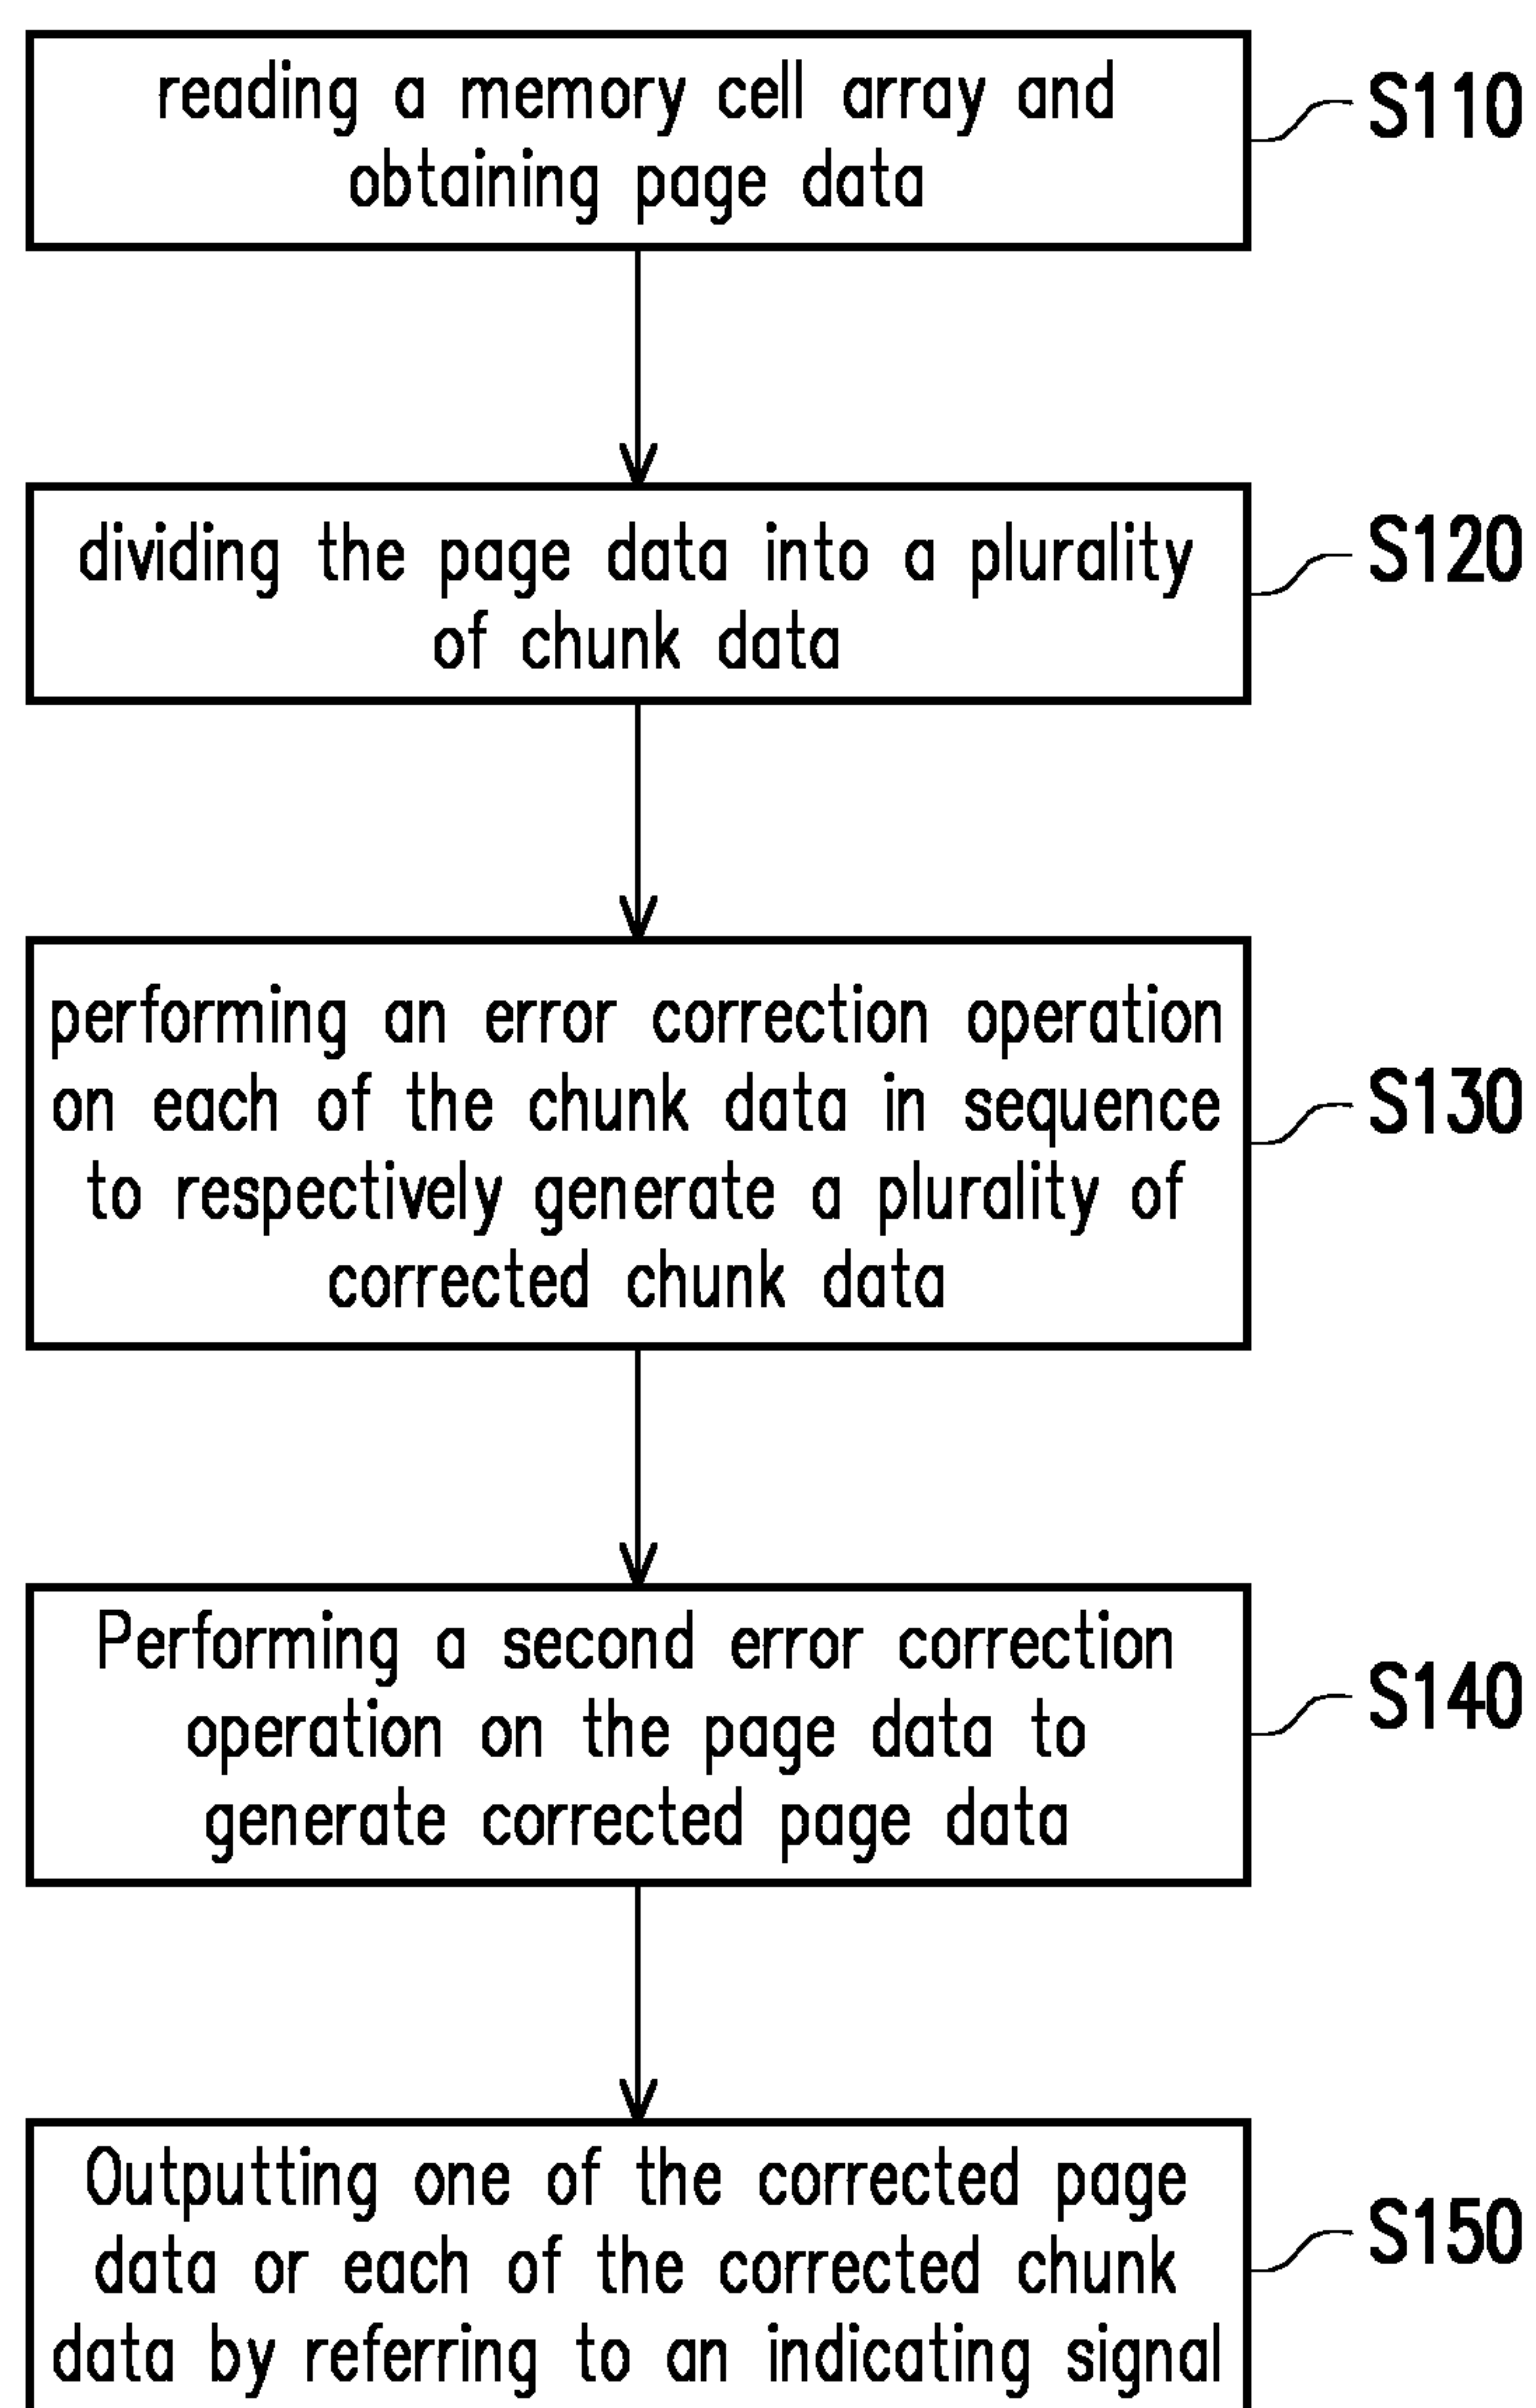 reading a memory cell array and
obtaining page data
S110
dividing the page data into a plurality
of chunk data
S120
performing an error correction operation
on each of the chunk data in sequence
to respectively generate a plurality of
corrected chunk data
S130
Performing a second error correction
operation on the page data to
generate corrected page data
S140
Outputting one of the corrected page
data or each of the corrected chunk
data by referring to an indicating signal
S150